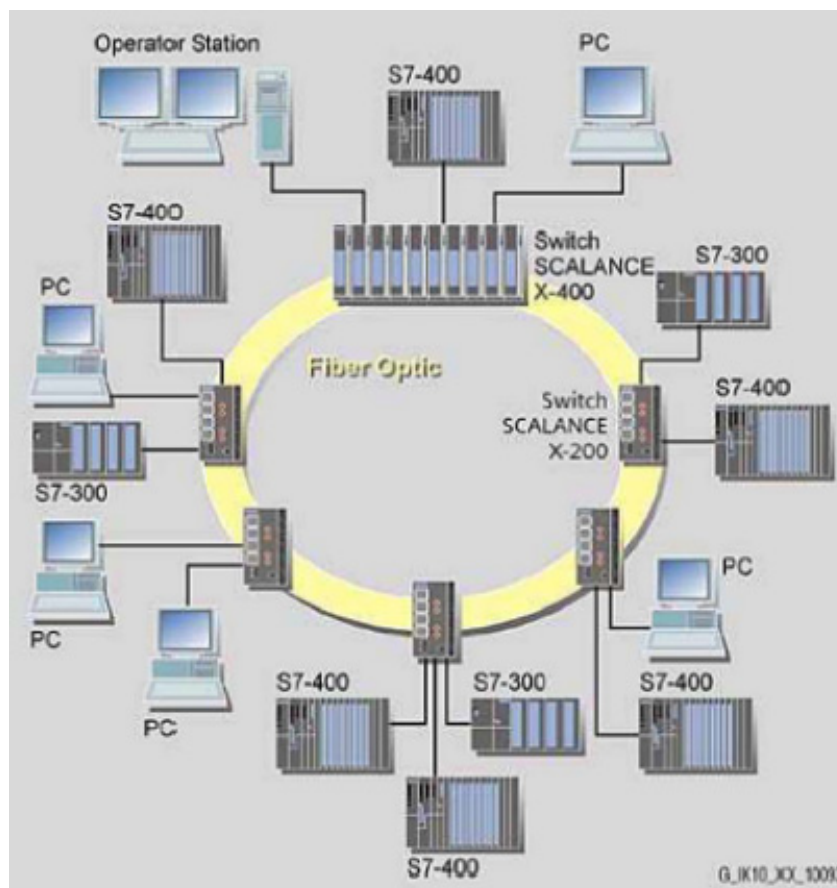 Operator Station
PC
S7-400
S7-400
Switch
SCALANCE
X-400
S7-300
PC
Fiber Optic
Switch
SCALANCE
X-200
S7-400
S7-300
PC
PC
PC
S7-400
S7-300
S7-400
S7-400
G_IK10_XX_1009